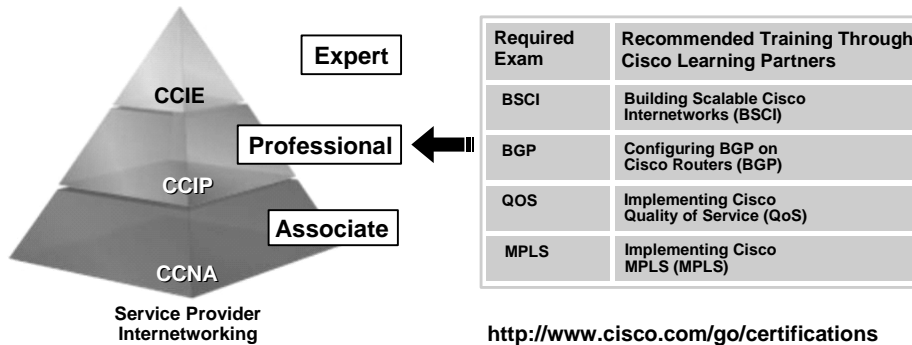 Expert
CCIE
Professional
CCIP
Associate
CCNA
Service Provider
Internetworking
Required
Exam
Recommended Training Through
Cisco Learning Partners
BSCI
Building Scalable Cisco
Internetworks (BSCI)
BGP
Configuring BGP on
Cisco Routers (BGP)
QOS
Implementing Cisco
Quality of Service (QoS)
MPLS
Implementing Cisco
MPLS (MPLS)
http://www.cisco.com/go/certifications